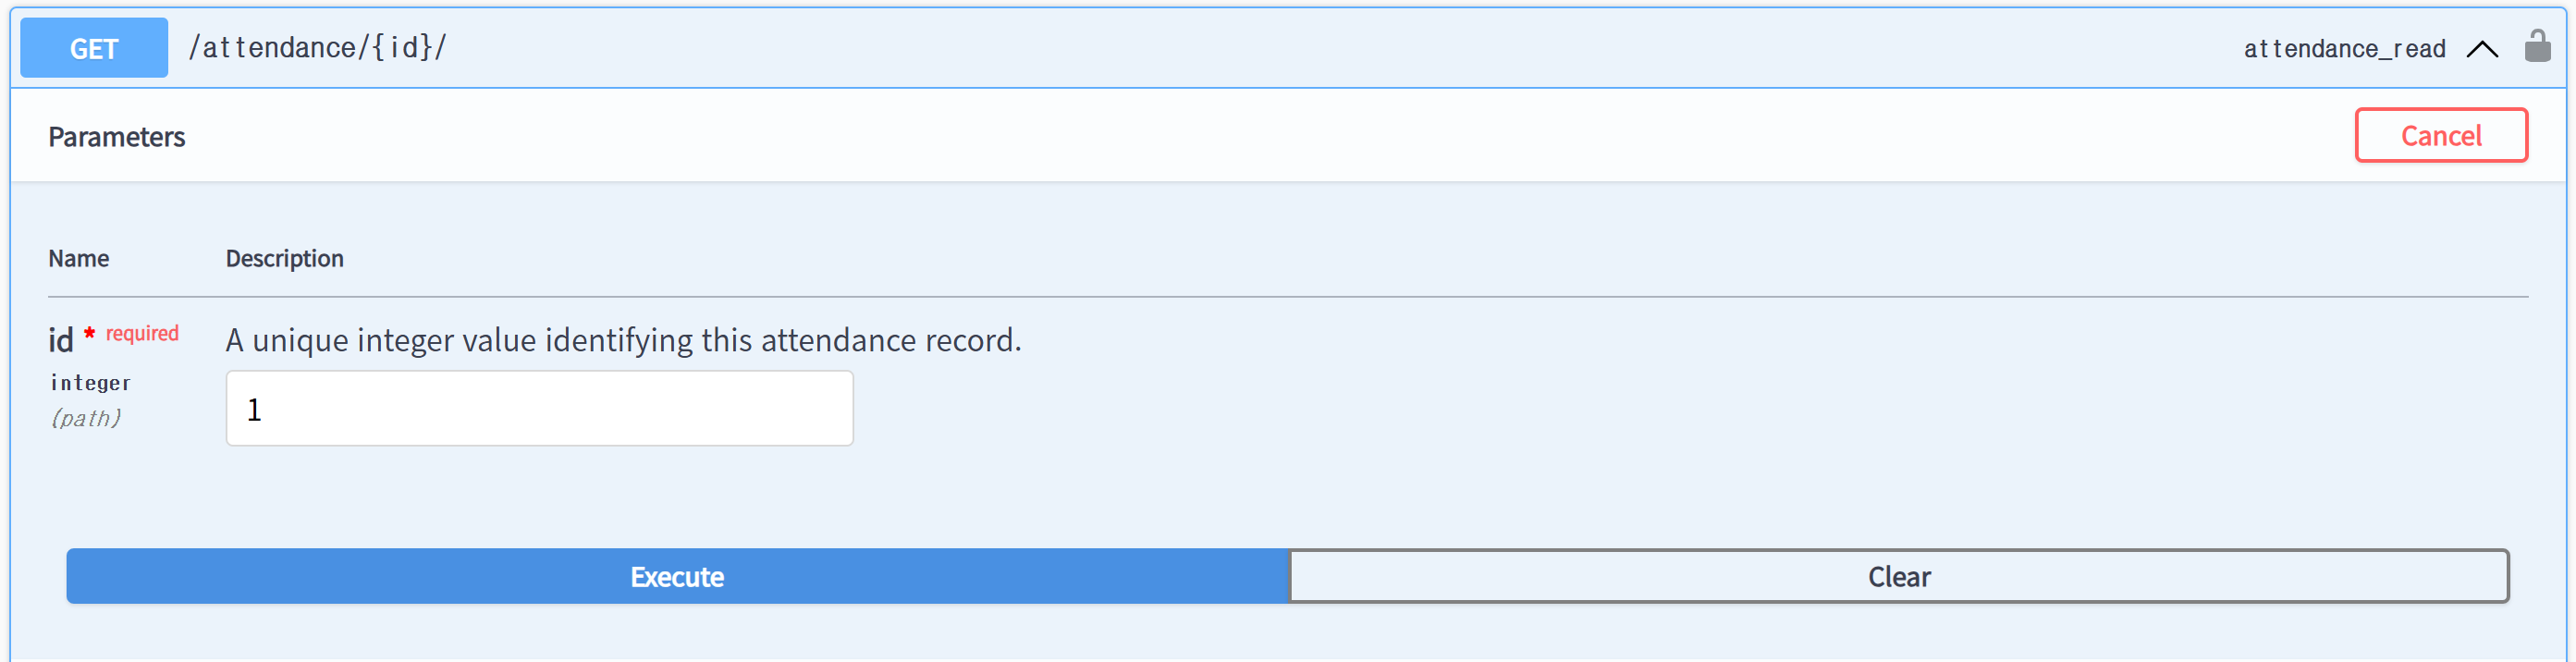 GET /attendance/{id}/ attendance_read
Parameters Cancel
Name Description
id * required A unique integer value identifying this attendance record.
integer
(path)
1
Execute Clear